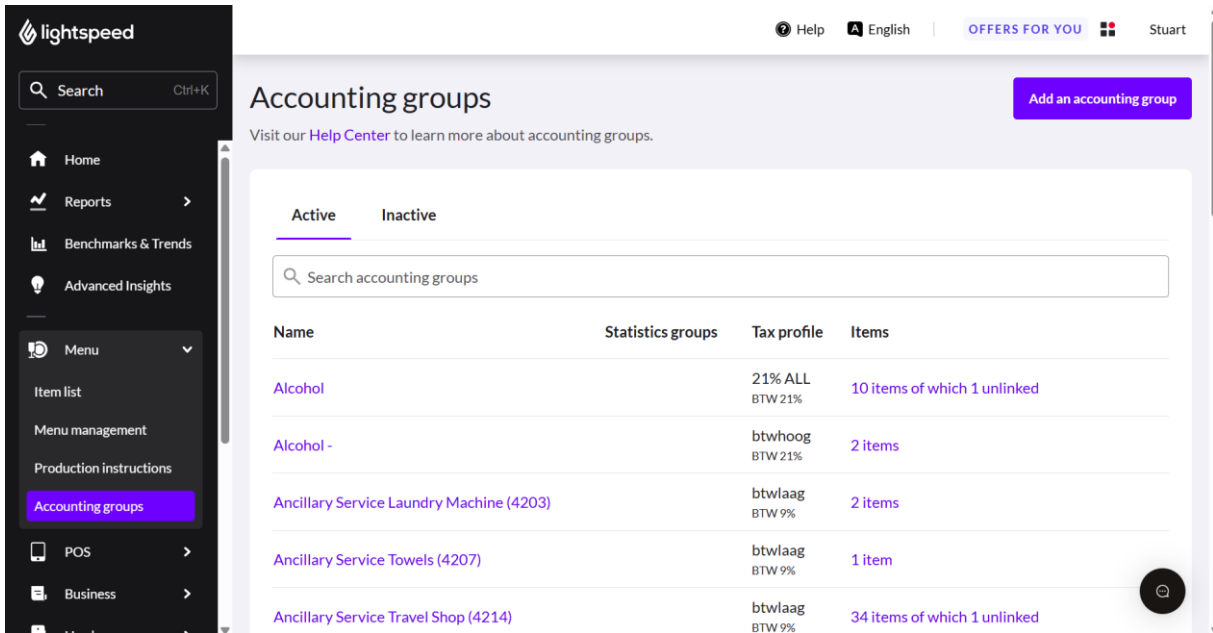 lightspeed
Help
English
OFFERS FOR YOU
Stuart
Search Ctrl+K
Home
Reports
Benchmarks & Trends
Advanced Insights
Menu
Item list
Menu management
Production instructions
Accounting groups
POS
Business
Accounting groups
Add an accounting group
Visit our Help Center to learn more about accounting groups.
Active Inactive
Search accounting groups
Name Statistics groups Tax profile Items
Alcohol 21% ALL 10 items of which 1 unlinked
BTW 21%
Alcohol - btwhoog 2 items
BTW 21%
Ancillary Service Laundry Machine (4203) btwlaag 2 items
BTW 9%
Ancillary Service Towels (4207) btwlaag 1 item
BTW 9%
Ancillary Service Travel Shop (4214) btwlaag 34 items of which 1 unlinked
BTW 9%